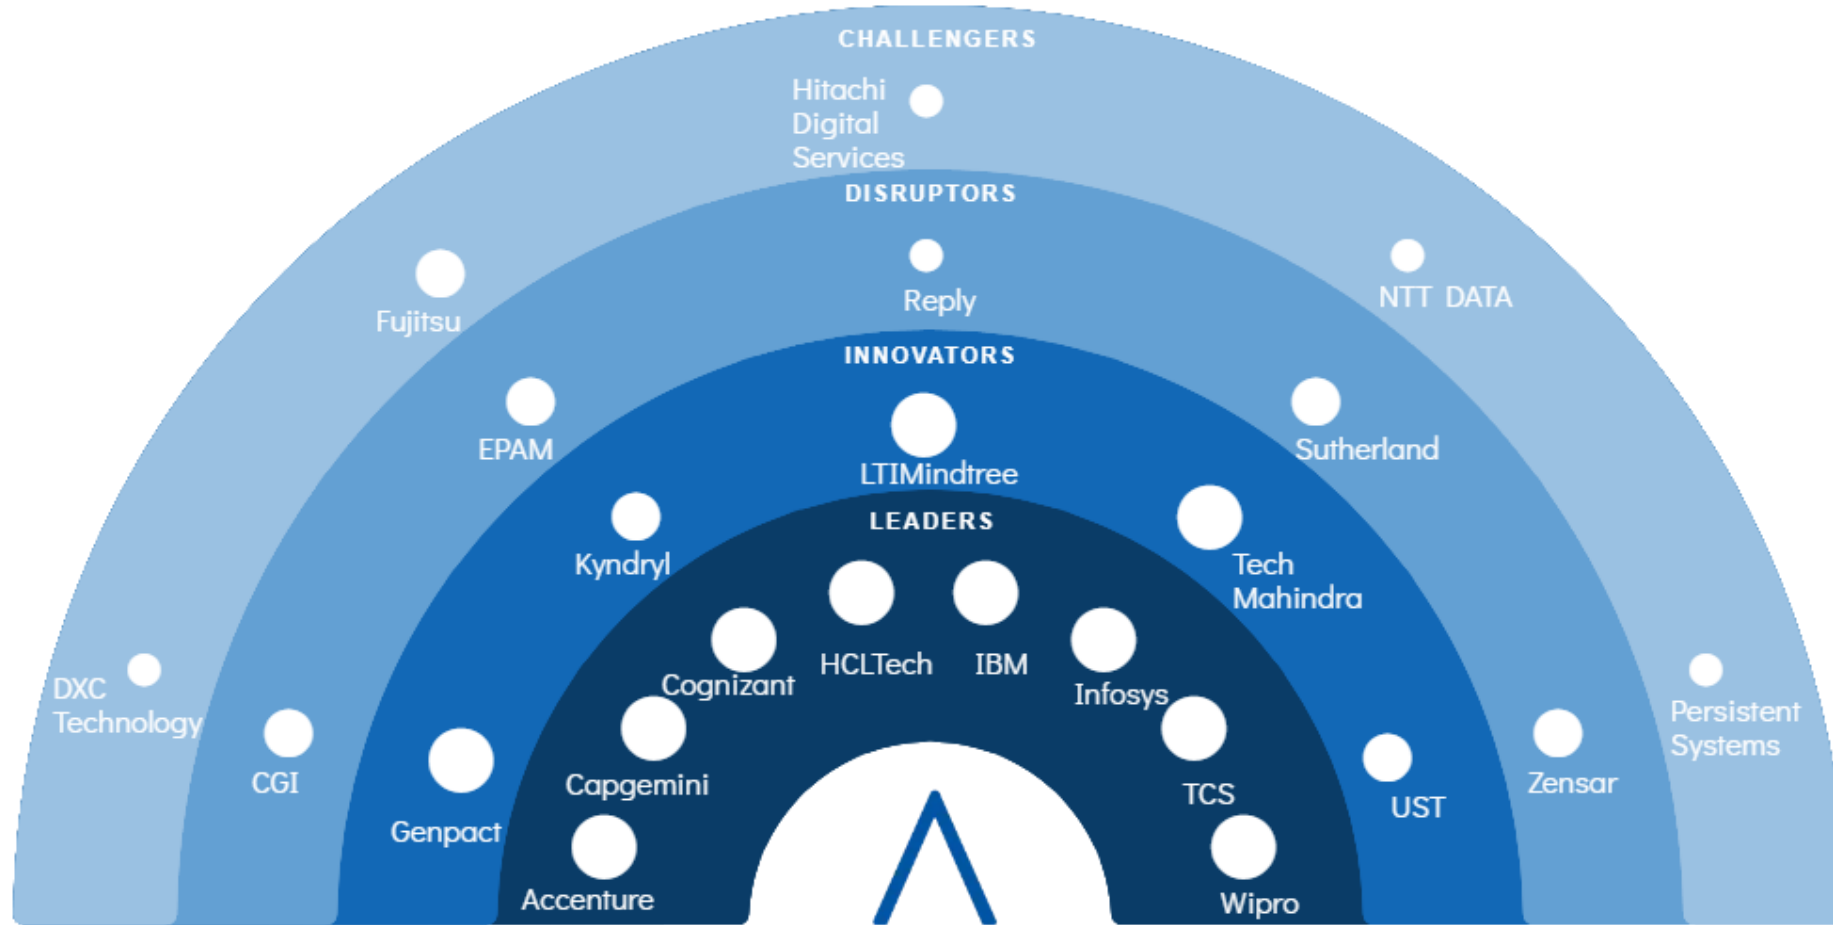 CHALLENGERS
Hitachi
Digital
Services
Fujitsu
NTT DATA
DXC
Technology
Persistent
Systems
DISRUPTORS
Reply
EPAM
Sutherland
CGI
Zensar
INNOVATORS
LTIMindtree
Kyndryl
Tech
Mahindra
Genpact
UST
LEADERS
HCLTech
IBM
Cognizant
Infosys
Capgemini
TCS
Accenture
Wipro